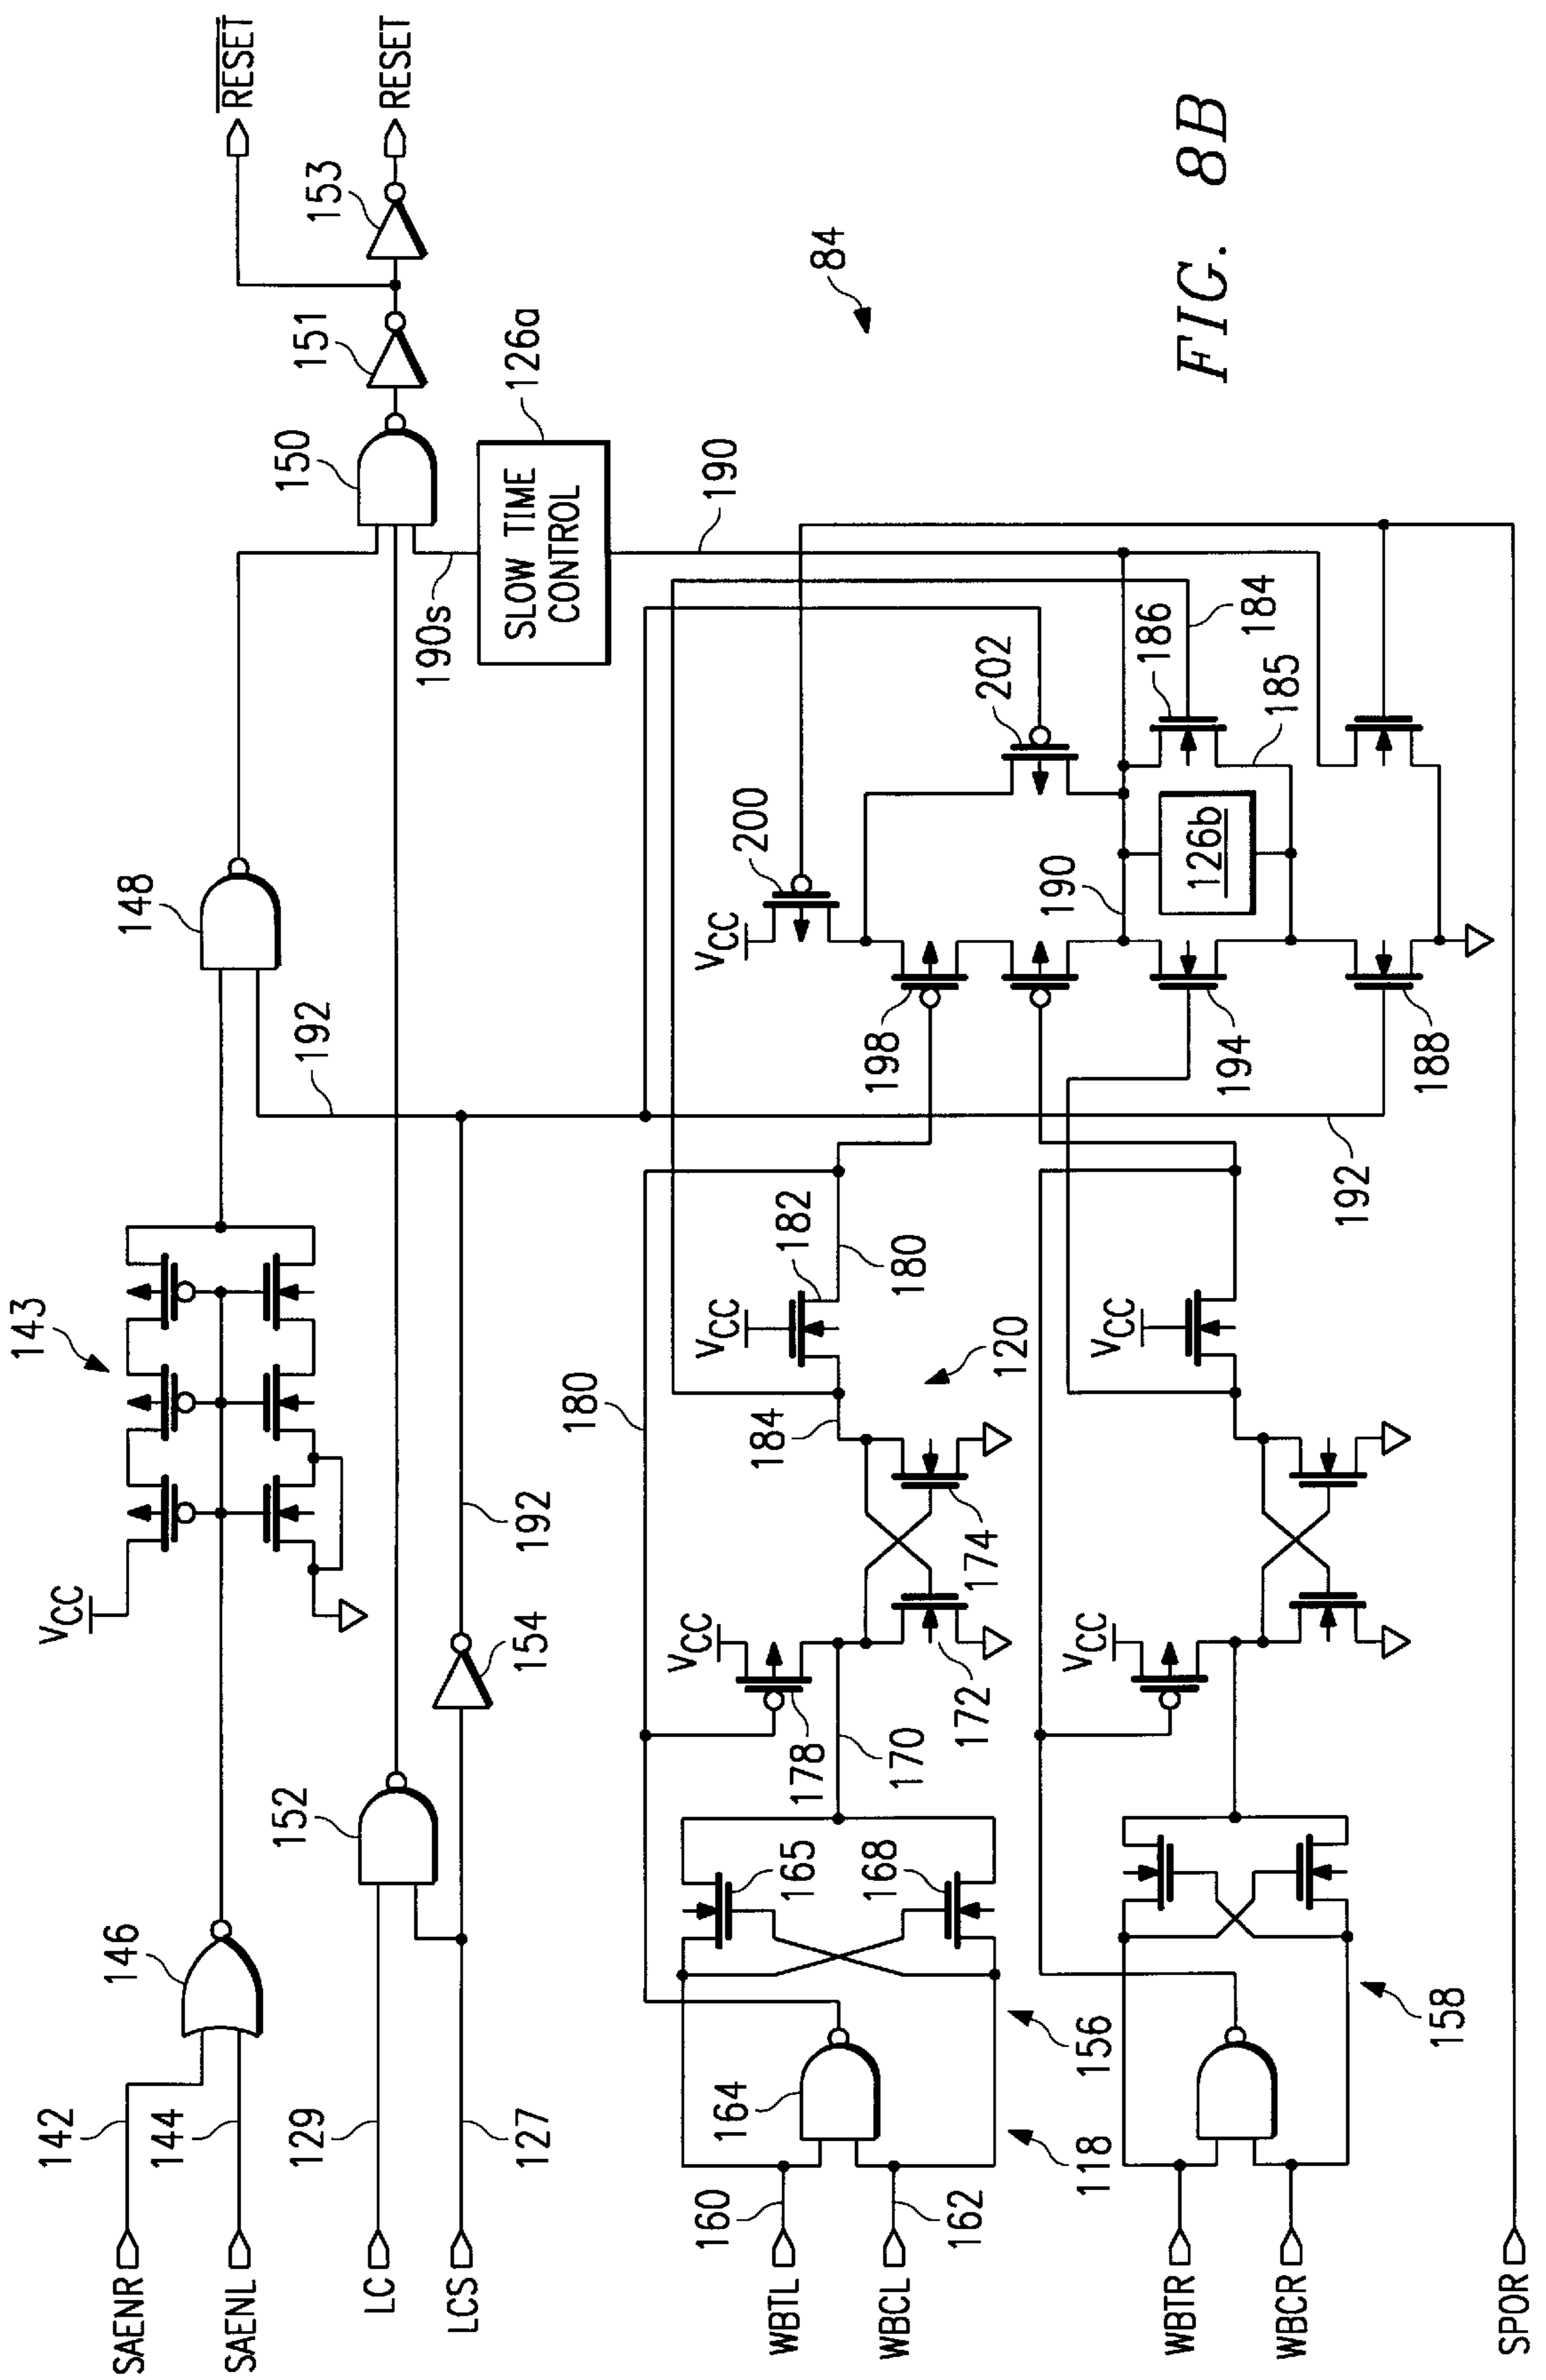 SAENR
SAENL
LC
LCS
WBTL
WBCL
WBTR
WBCR
SPOR
142
144
129
127
160
162
146
152
164
118
156
158
165
168
154
178
170
172
174
VCC
143
VCC
VCC
192
184
180
120
VCC
VCC
182
180
192
192
148
198
194
188
VCC
200
190
202
126b
186
185
184
190
190s
SLOW TIME
CONTROL
126a
150
151
153
RESET
RESET
84
FIG. 8B